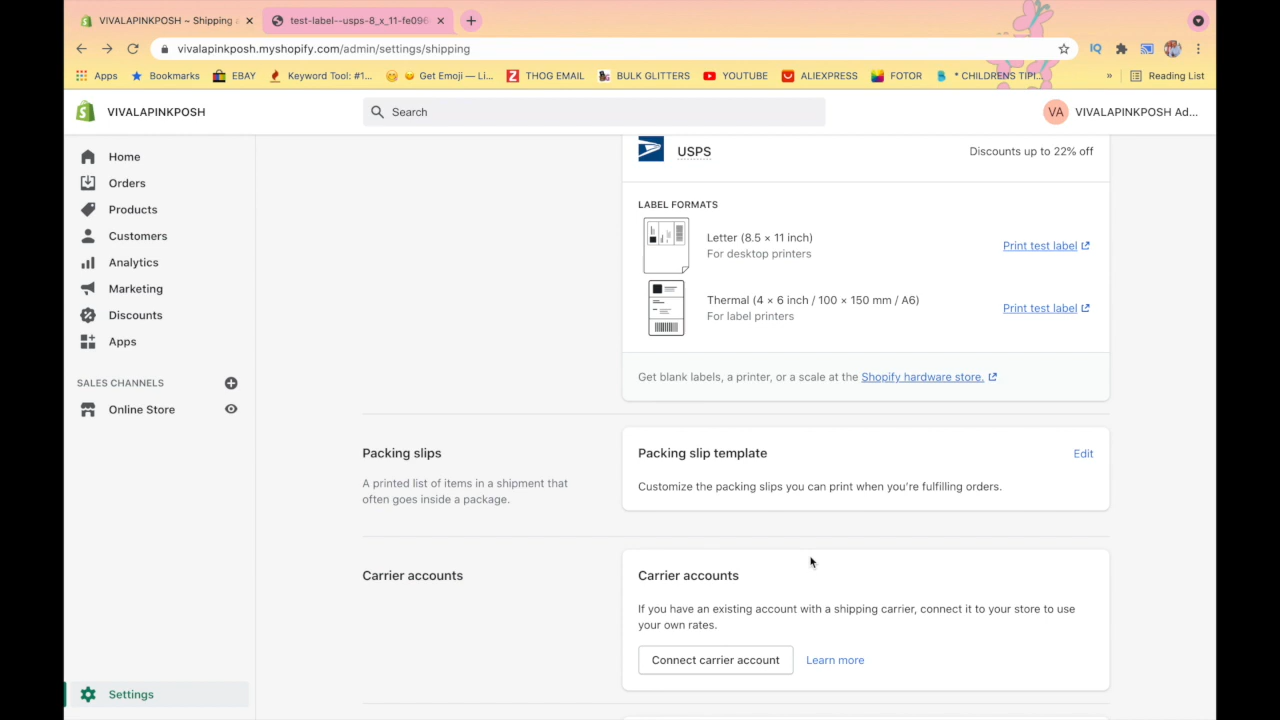 VIVALAPINKPOSH ~ Shipping
test-label--usps-8_x_11-fe096
vivalapinkposh.myshopify.com/admin/settings/shipping
IQ
Apps
Bookmarks
EBAY
Keyword Tool: #1...
Get Emoji — Li...
Z THOG EMAIL
BULK GLITTERS
YOUTUBE
ALIEXPRESS
FOTOR
* CHILDRENS TIPI...
»
Reading List
VIVALAPINKPOSH
Search
VA
VIVALAPINKPOSH Ad...
Home
Orders
Products
Customers
Analytics
Marketing
Discounts
Apps
SALES CHANNELS
Online Store
Settings
USPS
Discounts up to 22% off
LABEL FORMATS
Letter (8.5 × 11 inch)
For desktop printers
Print test label
Thermal (4 × 6 inch / 100 × 150 mm / A6)
For label printers
Print test label
Get blank labels, a printer, or a scale at the Shopify hardware store.
Packing slips
A printed list of items in a shipment that
often goes inside a package.
Packing slip template
Edit
Customize the packing slips you can print when you're fulfilling orders.
Carrier accounts
Carrier accounts
If you have an existing account with a shipping carrier, connect it to your store to use
your own rates.
Connect carrier account
Learn more